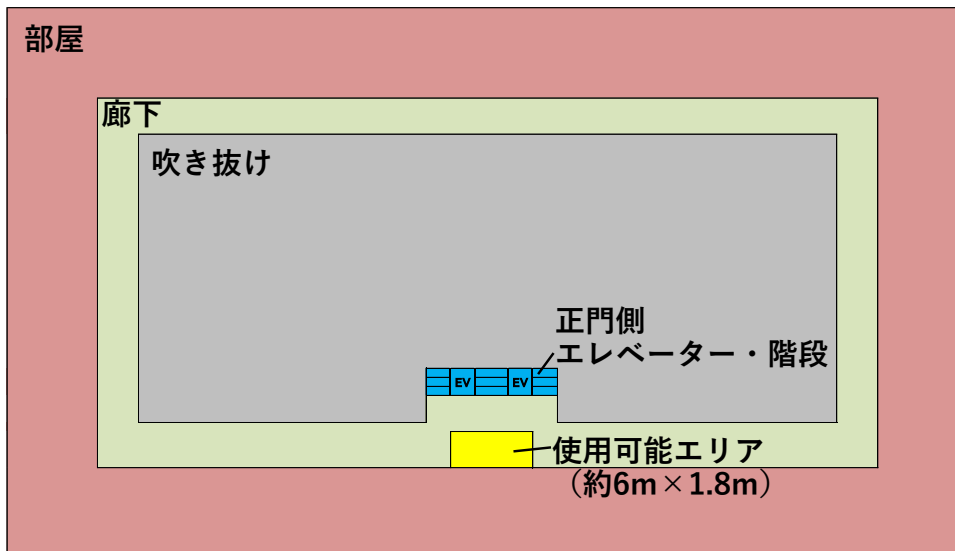 部屋
廊下
吹き抜け
正門側
エレベーター・階段
EV
EV
使用可能エリア
（約6m×1.8m）